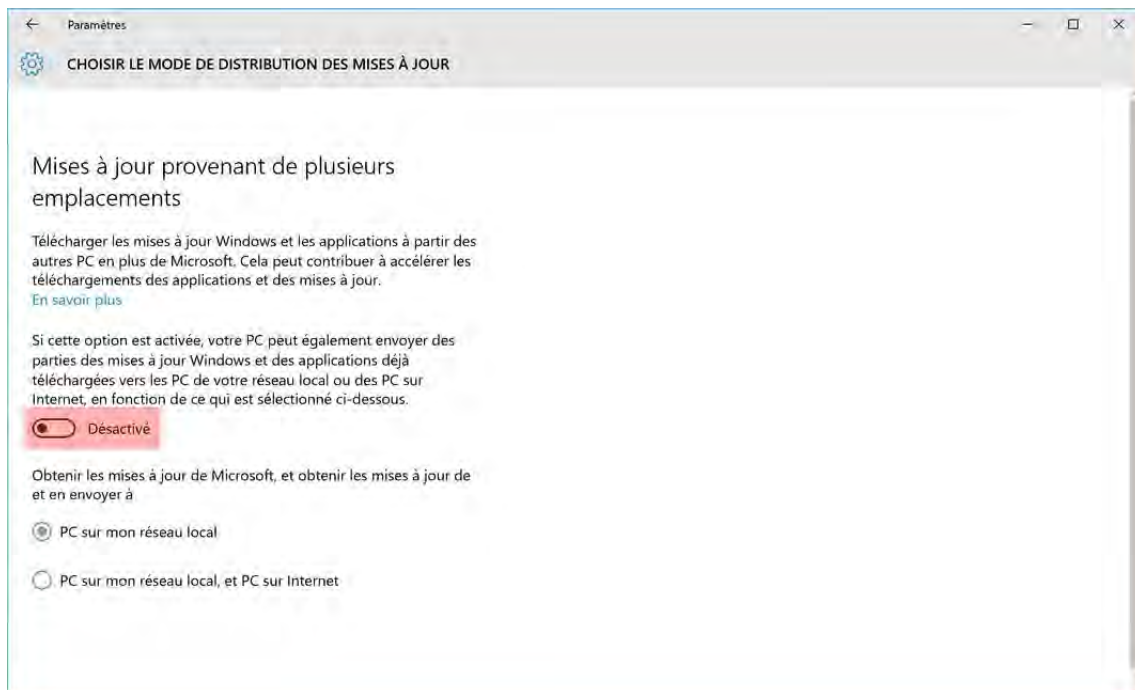 Paramètres
CHOISIR LE MODE DE DISTRIBUTION DES MISES À JOUR
Mises à jour provenant de plusieurs
emplacements
Télécharger les mises à jour Windows et les applications à partir des
autres PC en plus de Microsoft. Cela peut contribuer à accélérer les
téléchargements des applications et des mises à jour.
En savoir plus
Si cette option est activée, votre PC peut également envoyer des
parties des mises à jour Windows et des applications déjà
téléchargées vers les PC de votre réseau local ou des PC sur
Internet, en fonction de ce qui est sélectionné ci-dessous.
Désactivé
Obtenir les mises à jour de Microsoft, et obtenir les mises à jour de
et en envoyer à
PC sur mon réseau local
PC sur mon réseau local, et PC sur Internet